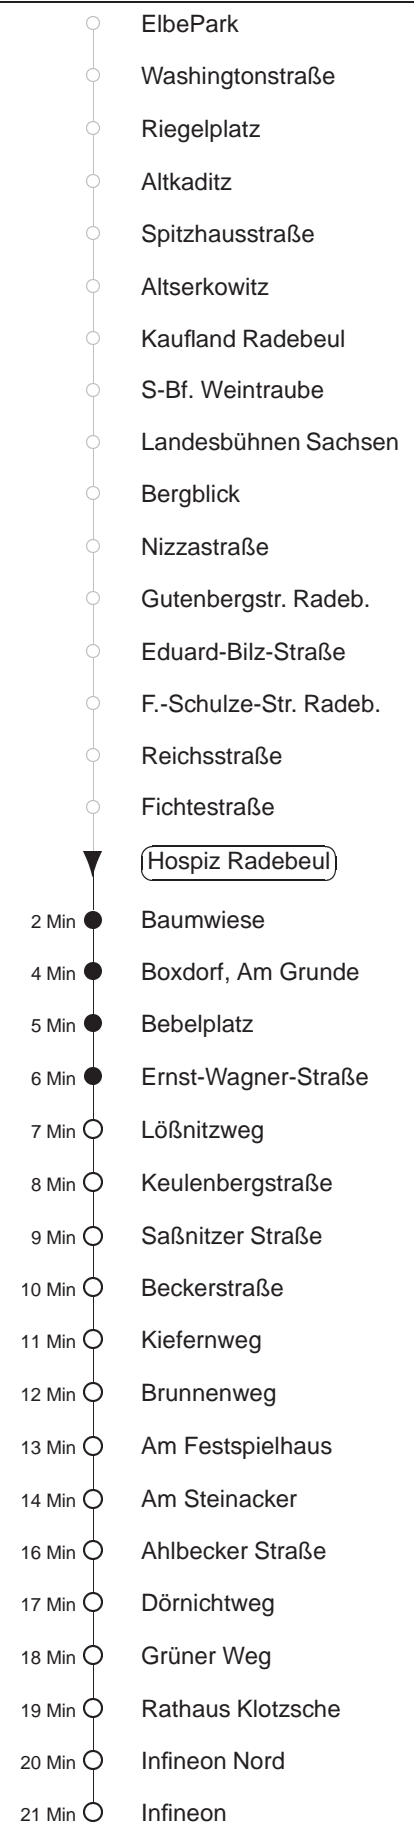 ElbePark
Washingtonstraße
Riegelplatz
Altkaditz
Spitzhausstraße
Altserkowitz
Kaufland Radebeul
S-Bf. Weintraube
Landesbühnen Sachsen
Bergblick
Nizzastraße
Gutenbergstr. Radeb.
Eduard-Bilz-Straße
F.-Schulze-Str. Radeb.
Reichsstraße
Fichtestraße
Hospiz Radebeul
2 Min Baumwiese
4 Min Boxdorf, Am Grunde
5 Min Bebelplatz
6 Min Ernst-Wagner-Straße
7 Min Lößnitzweg
8 Min Keulenbergstraße
9 Min Saßnitzer Straße
10 Min Beckerstraße
11 Min Kiefernweg
12 Min Brunnenweg
13 Min Am Festspielhaus
14 Min Am Steinacker
16 Min Ahlbecker Straße
17 Min Dörnichtweg
18 Min Grüner Weg
19 Min Rathaus Klotzsche
20 Min Infineon Nord
21 Min Infineon